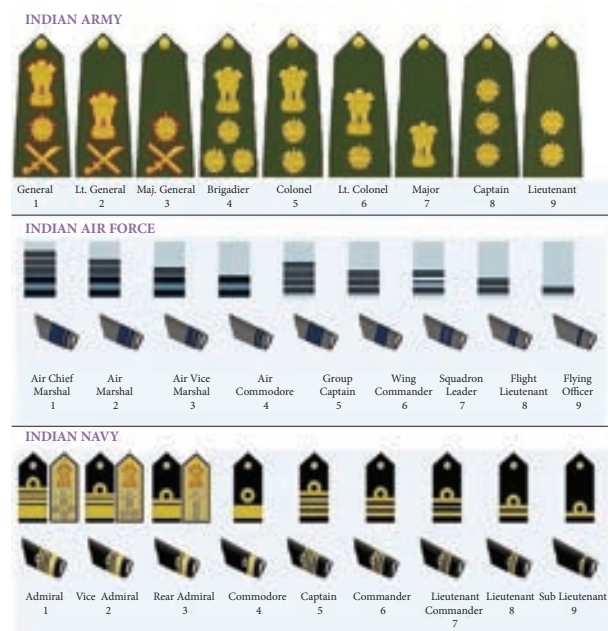 INDIAN ARMY
General Lt. General Maj. General Brigadier Colonel Lt. Colonel Major Captain Lieutenant
1 2 3 4 5 6 7 8 9
INDIAN AIR FORCE
Air Chief Air Air Vice Air Group Wing Squadron Flight Flying
Marshal Marshal Marshal Commodore Captain Commander Leader Lieutenant Officer
1 2 3 4 5 6 7 8 9
INDIAN NAVY
Admiral Vice Admiral Rear Admiral Commodore Captain Commander Lieutenant Lieutenant Sub Lieutenant
1 2 3 4 5 6 Commander 8 9
7